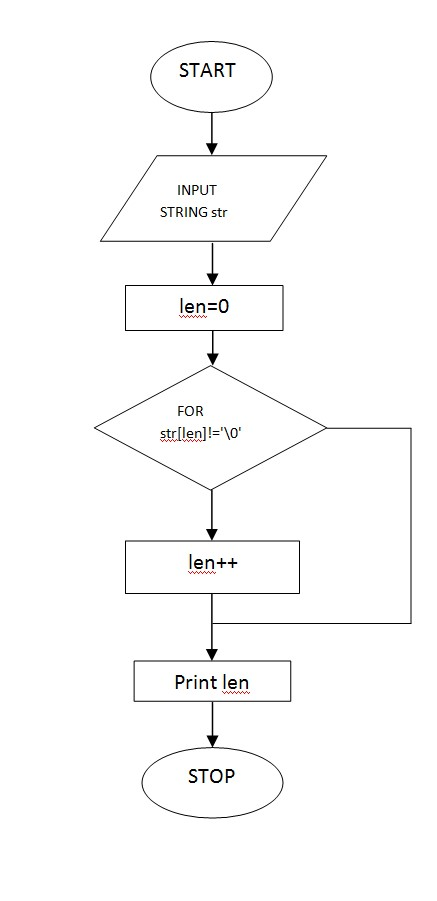 START
INPUT
STRING str
len=0
FOR
str[len]!='\0'
len++
Print len
STOP